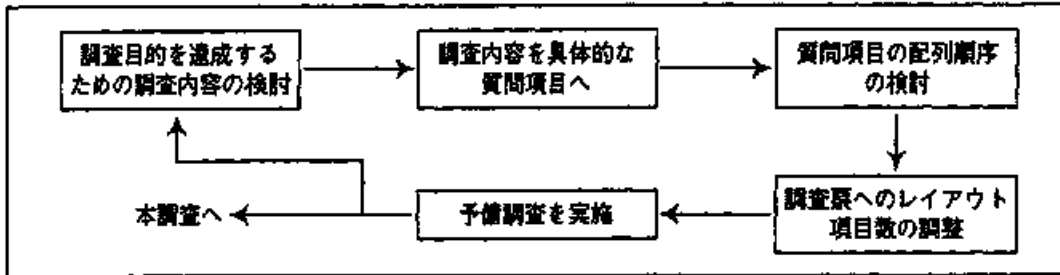 調査目的を達成する
ための調査内容の検討
調査内容を具体的な
質問項目へ
質問項目の配列順序
の検討
調査票へのレイアウト
項目数の調整
予備調査を実施
本調査へ